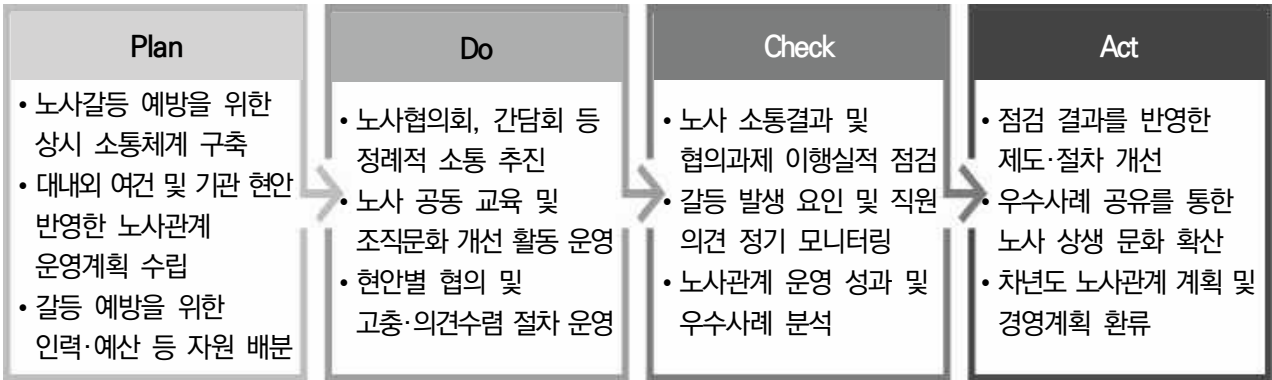 Plan
• 노사갈등 예방을 위한
상시 소통체계 구축
• 대내외 여건 및 기관 현안
반영한 노사관계
운영계획 수립
• 갈등 예방을 위한
인력·예산 등 자원 배분
Do
• 노사협의회, 간담회 등
정례적 소통 추진
• 노사 공동 교육 및
조직문화 개선 활동 운영
• 현안별 협의 및
고충·의견수렴 절차 운영
Check
• 노사 소통결과 및
협의과제 이행실적 점검
• 갈등 발생 요인 및 직원
의견 정기 모니터링
• 노사관계 운영 성과 및
우수사례 분석
Act
• 점검 결과를 반영한
제도·절차 개선
• 우수사례 공유를 통한
노사 상생 문화 확산
• 차년도 노사관계 계획 및
경영계획 환류